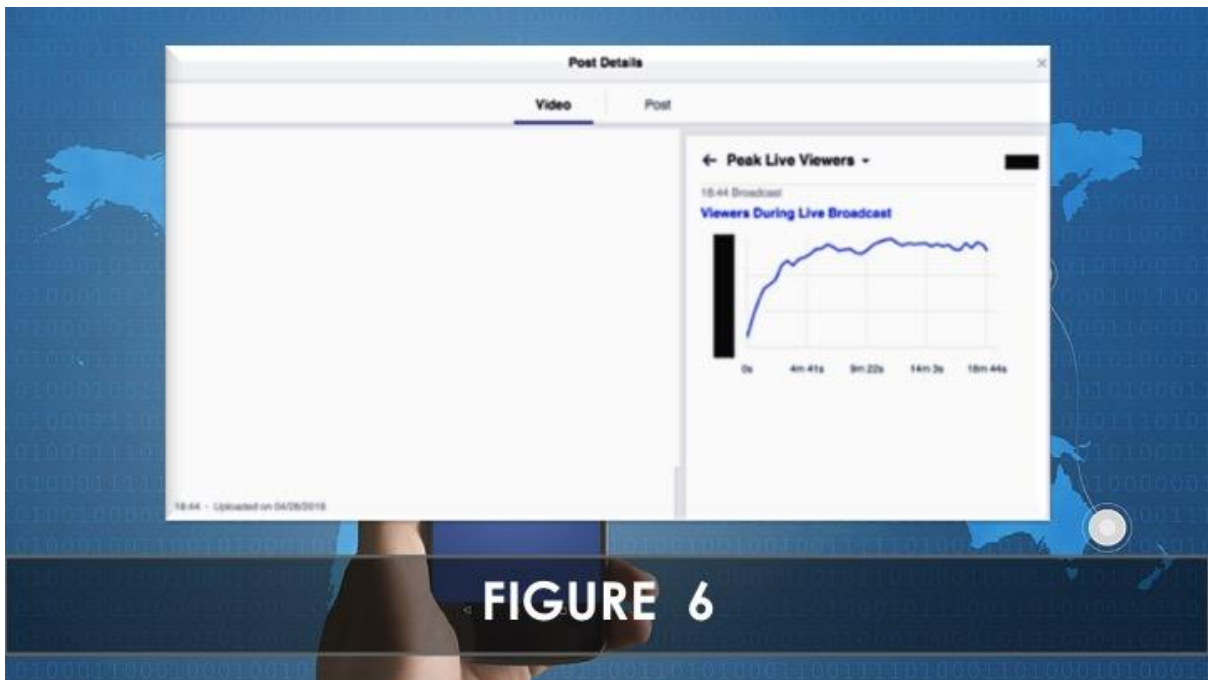 Post Details
Video Post
← Peak Live Viewers
18:44 Broadcast
Viewers During Live Broadcast
0s 4m 41s 9m 22s 14m 3s 18m 44s
18:44 - Uploaded on 04/28/2018
FIGURE 6